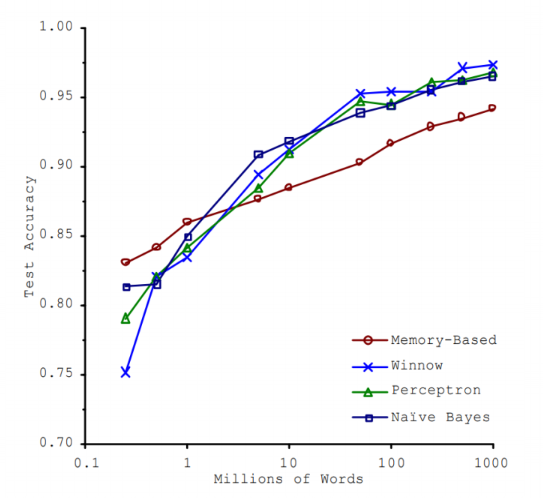 1.00
0.95
0.90
0.85
0.80
0.75
0.70
Test Accuracy
0.1
1
10
100
1000
Millions of Words
Memory-Based
Winnow
Perceptron
Naïve Bayes